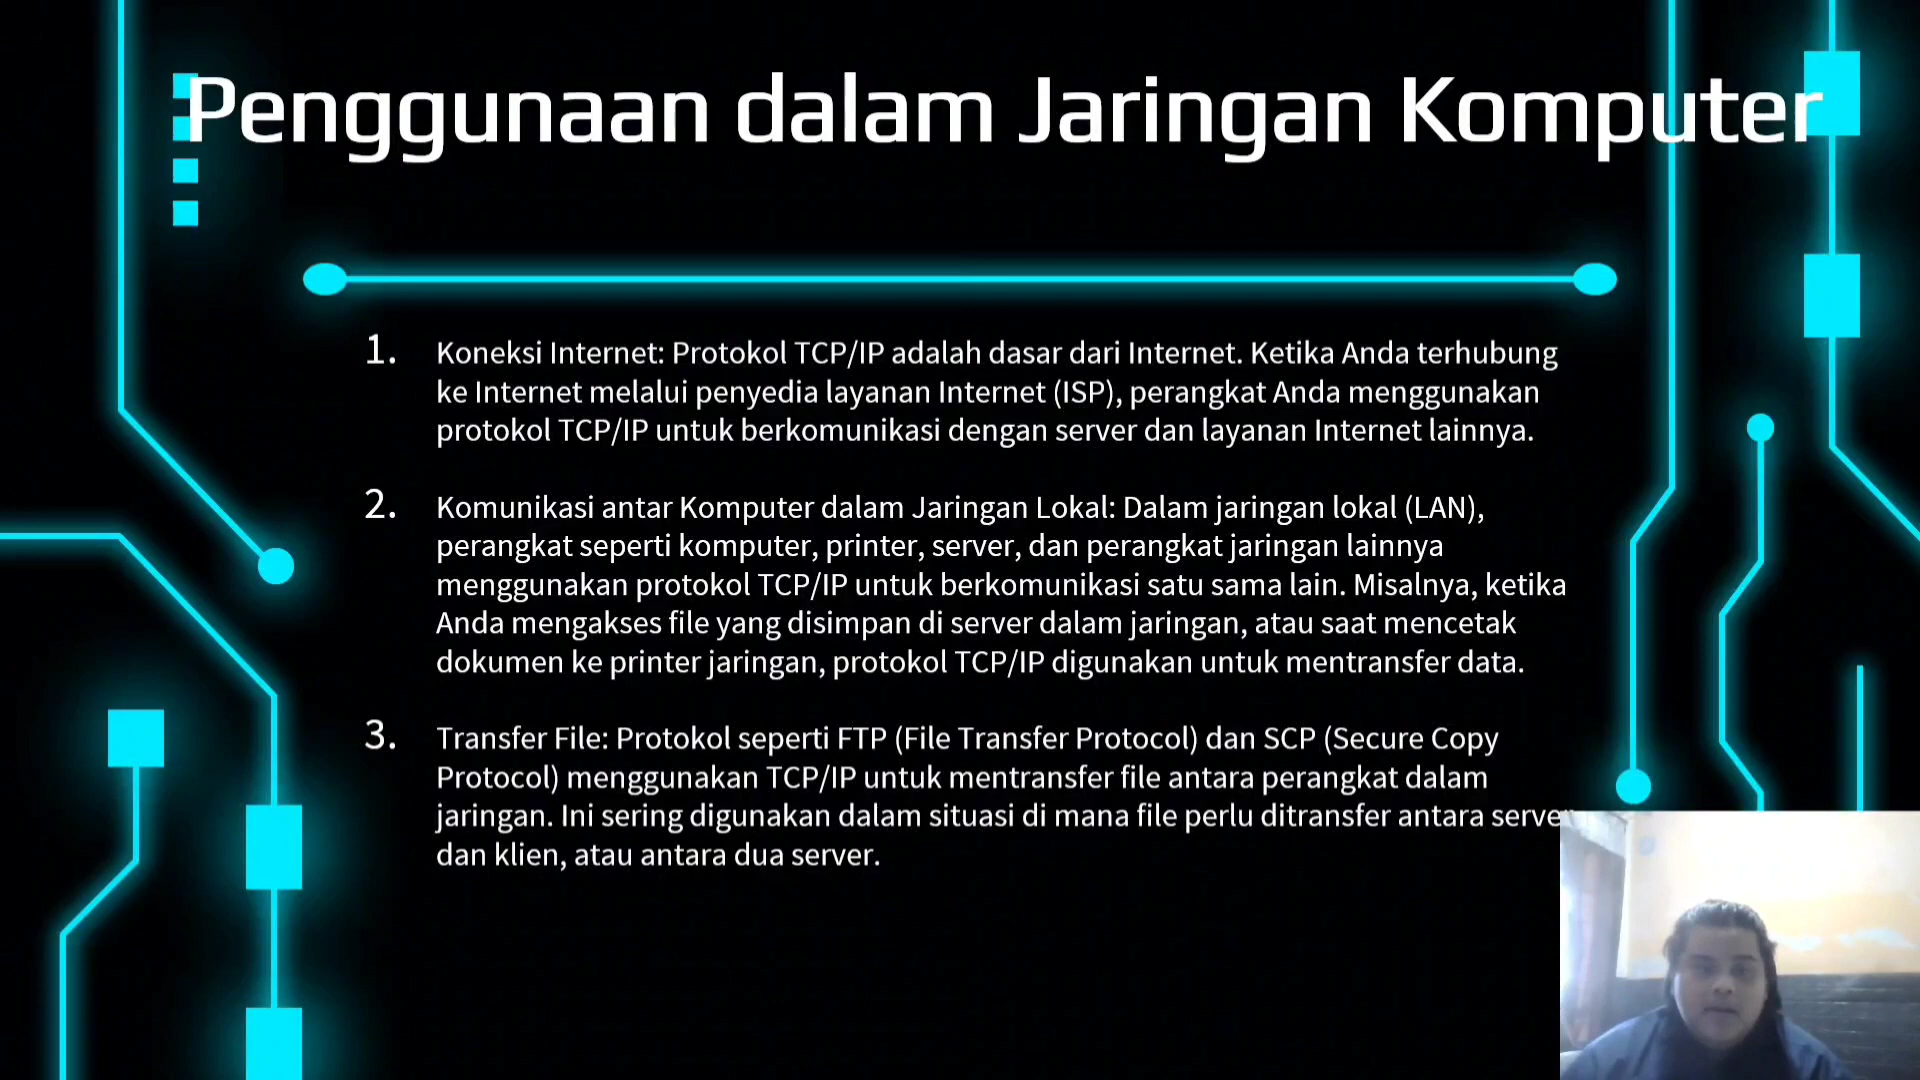 Penggunaan dalam Jaringan Komputer
1. Koneksi Internet: Protokol TCP/IP adalah dasar dari Internet. Ketika Anda terhubung
ke Internet melalui penyedia layanan Internet (ISP), perangkat Anda menggunakan
protokol TCP/IP untuk berkomunikasi dengan server dan layanan Internet lainnya.
2. Komunikasi antar Komputer dalam Jaringan Lokal: Dalam jaringan lokal (LAN),
perangkat seperti komputer, printer, server, dan perangkat jaringan lainnya
menggunakan protokol TCP/IP untuk berkomunikasi satu sama lain. Misalnya, ketika
Anda mengakses file yang disimpan di server dalam jaringan, atau saat mencetak
dokumen ke printer jaringan, protokol TCP/IP digunakan untuk mentransfer data.
3. Transfer File: Protokol seperti FTP (File Transfer Protocol) dan SCP (Secure Copy
Protocol) menggunakan TCP/IP untuk mentransfer file antara perangkat dalam
jaringan. Ini sering digunakan dalam situasi di mana file perlu ditransfer antara server
dan klien, atau antara dua server.